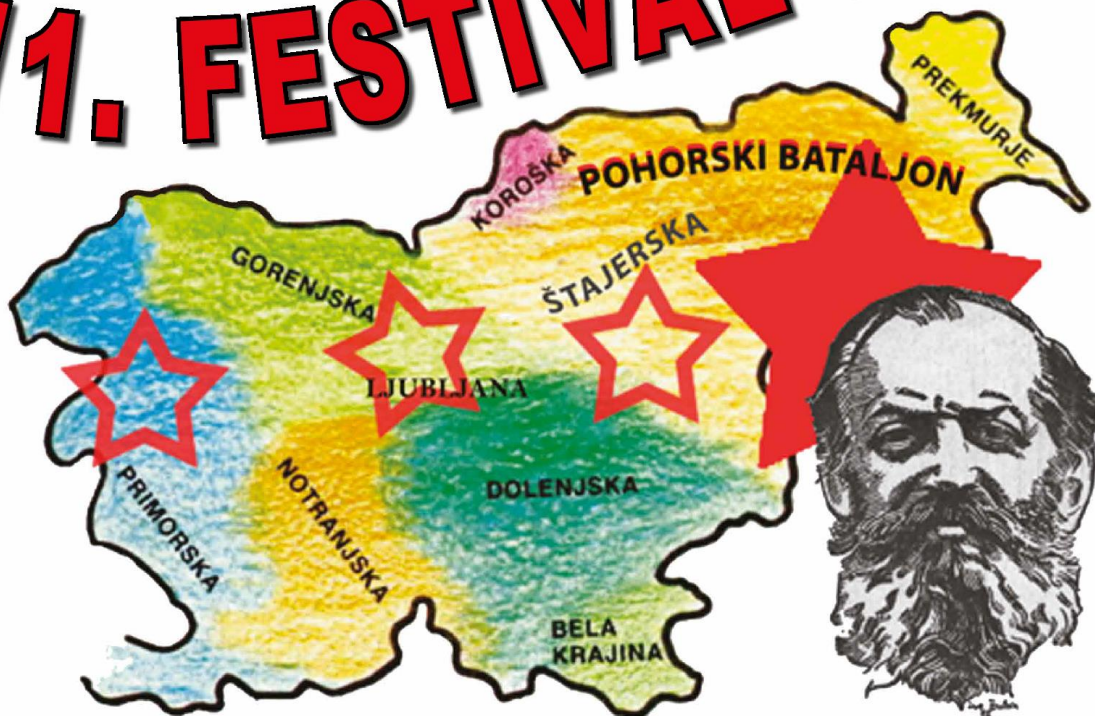 1. FESTIVAL
PREKMURJE
KOROŠKA
POHORSKI BATALJON
GORENJSKA
ŠTAJERSKA
LJUBLJANA
PRIMORSKA
NOTRANJSKA
DOLENJSKA
BELA
KRAJINA